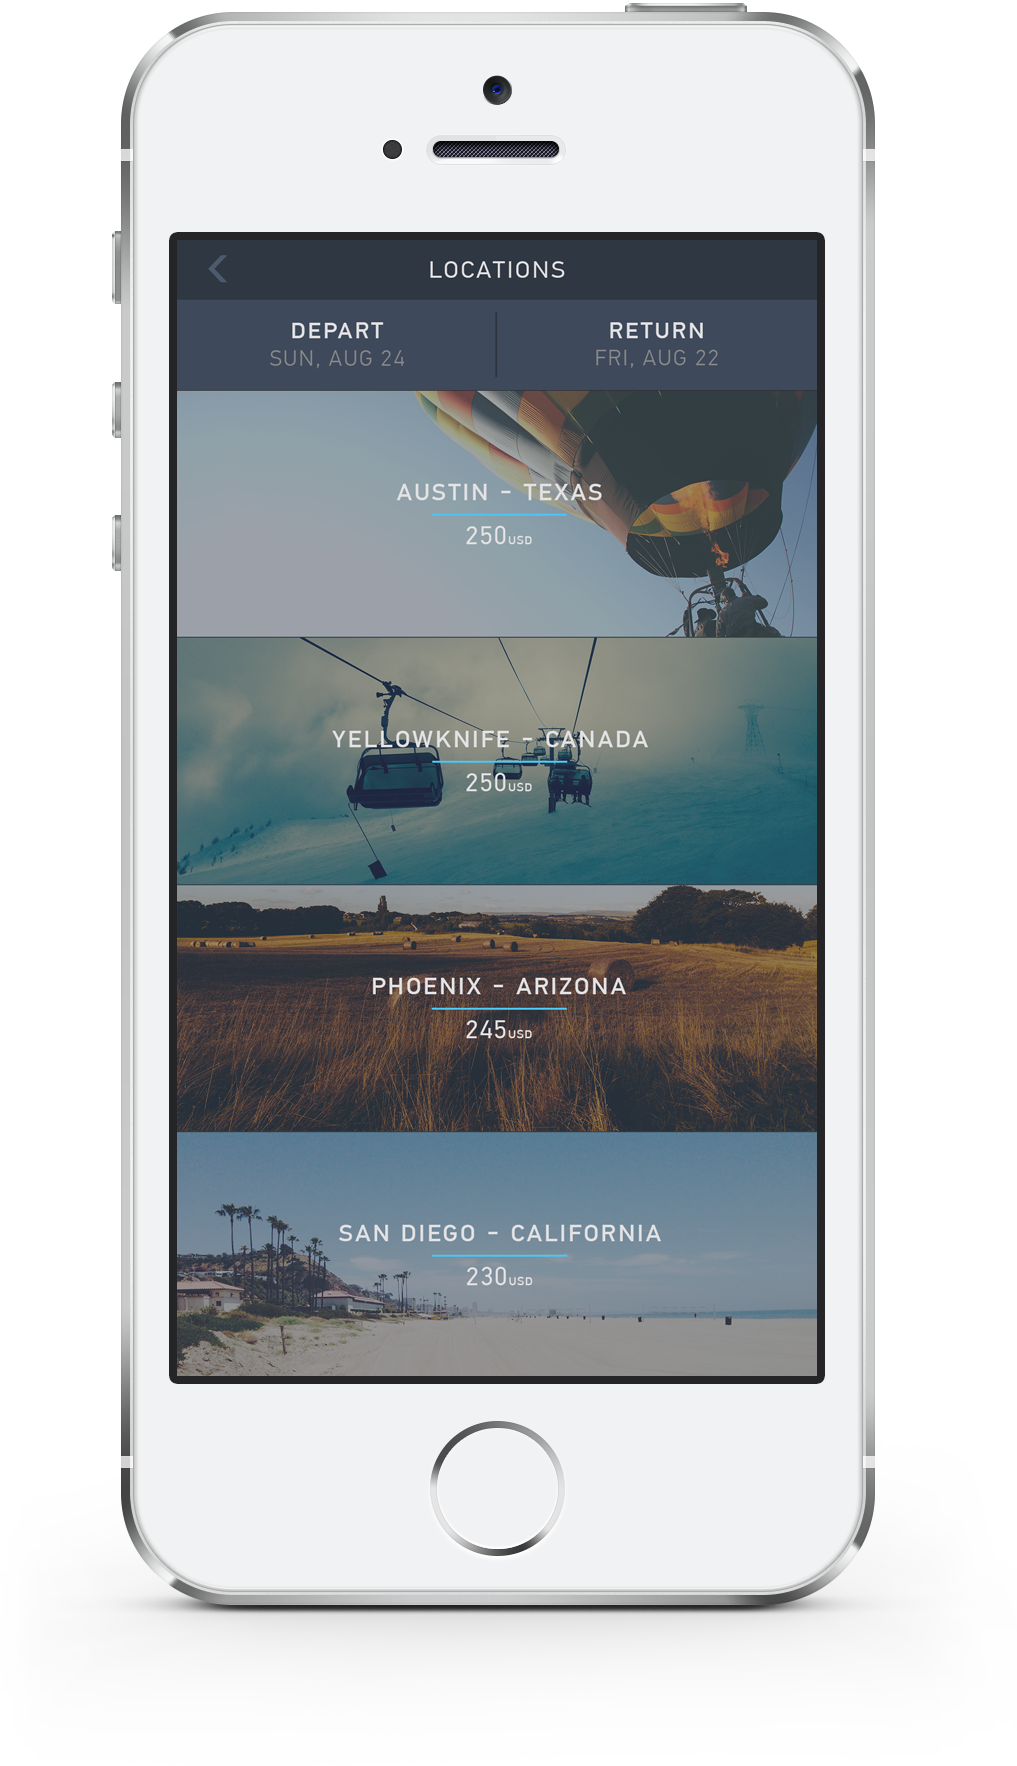 LOCATIONS
DEPART
SUN, AUG 24
RETURN
FRI, AUG 22
AUSTIN - TEXAS
250USD
YELLOWKNIFE - CANADA
250USD
PHOENIX - ARIZONA
245USD
SAN DIEGO - CALIFORNIA
230USD